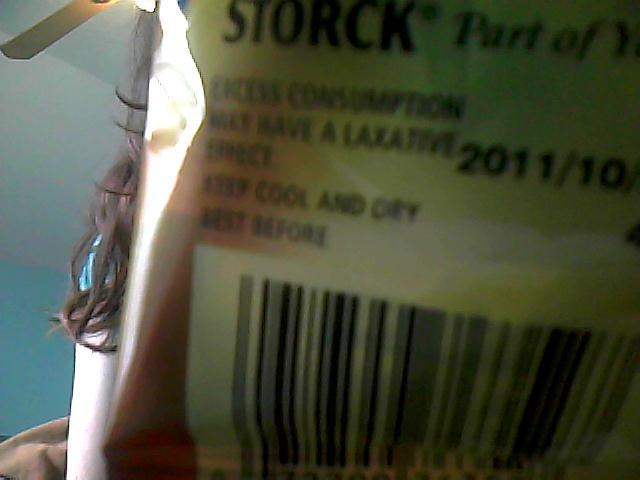 STORCK® Part of
EXCESS CONSUMPTION
MAY HAVE A LAXATIVE
EFFECT.
2011/10/
KEEP COOL AND DRY
BEST BEFORE